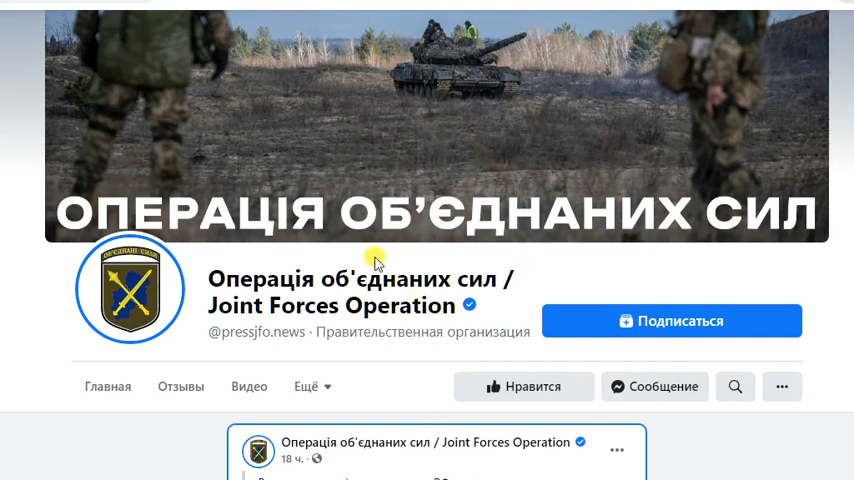 ОПЕРАЦІЯ ОБ’ЄДНАНИХ СИЛ
ОБ'ЄДНАНІ СИЛИ
Операція об'єднаних сил /
Joint Forces Operation
@pressjfo.news · Правительственная организация
Подписаться
Главная Отзывы Видео Ещё
Нравится Сообщение
Операція об'єднаних сил / Joint Forces Operation
18 ч. ·